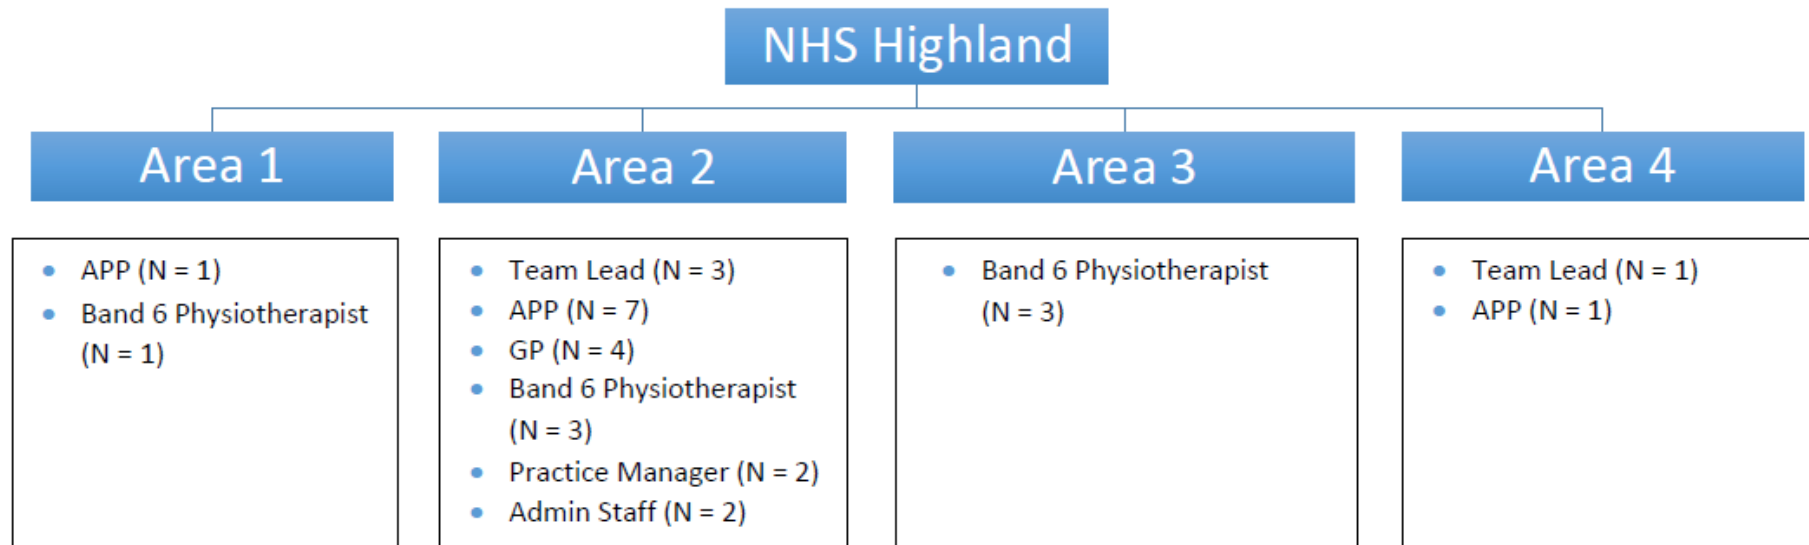 NHS Highland
Area 1
Area 2
Area 3
Area 4
• APP (N = 1)
• Band 6 Physiotherapist
(N = 1)
• Team Lead (N = 3)
• APP (N = 7)
• GP (N = 4)
• Band 6 Physiotherapist
(N = 3)
• Practice Manager (N = 2)
• Admin Staff (N = 2)
• Band 6 Physiotherapist
(N = 3)
• Team Lead (N = 1)
• APP (N = 1)